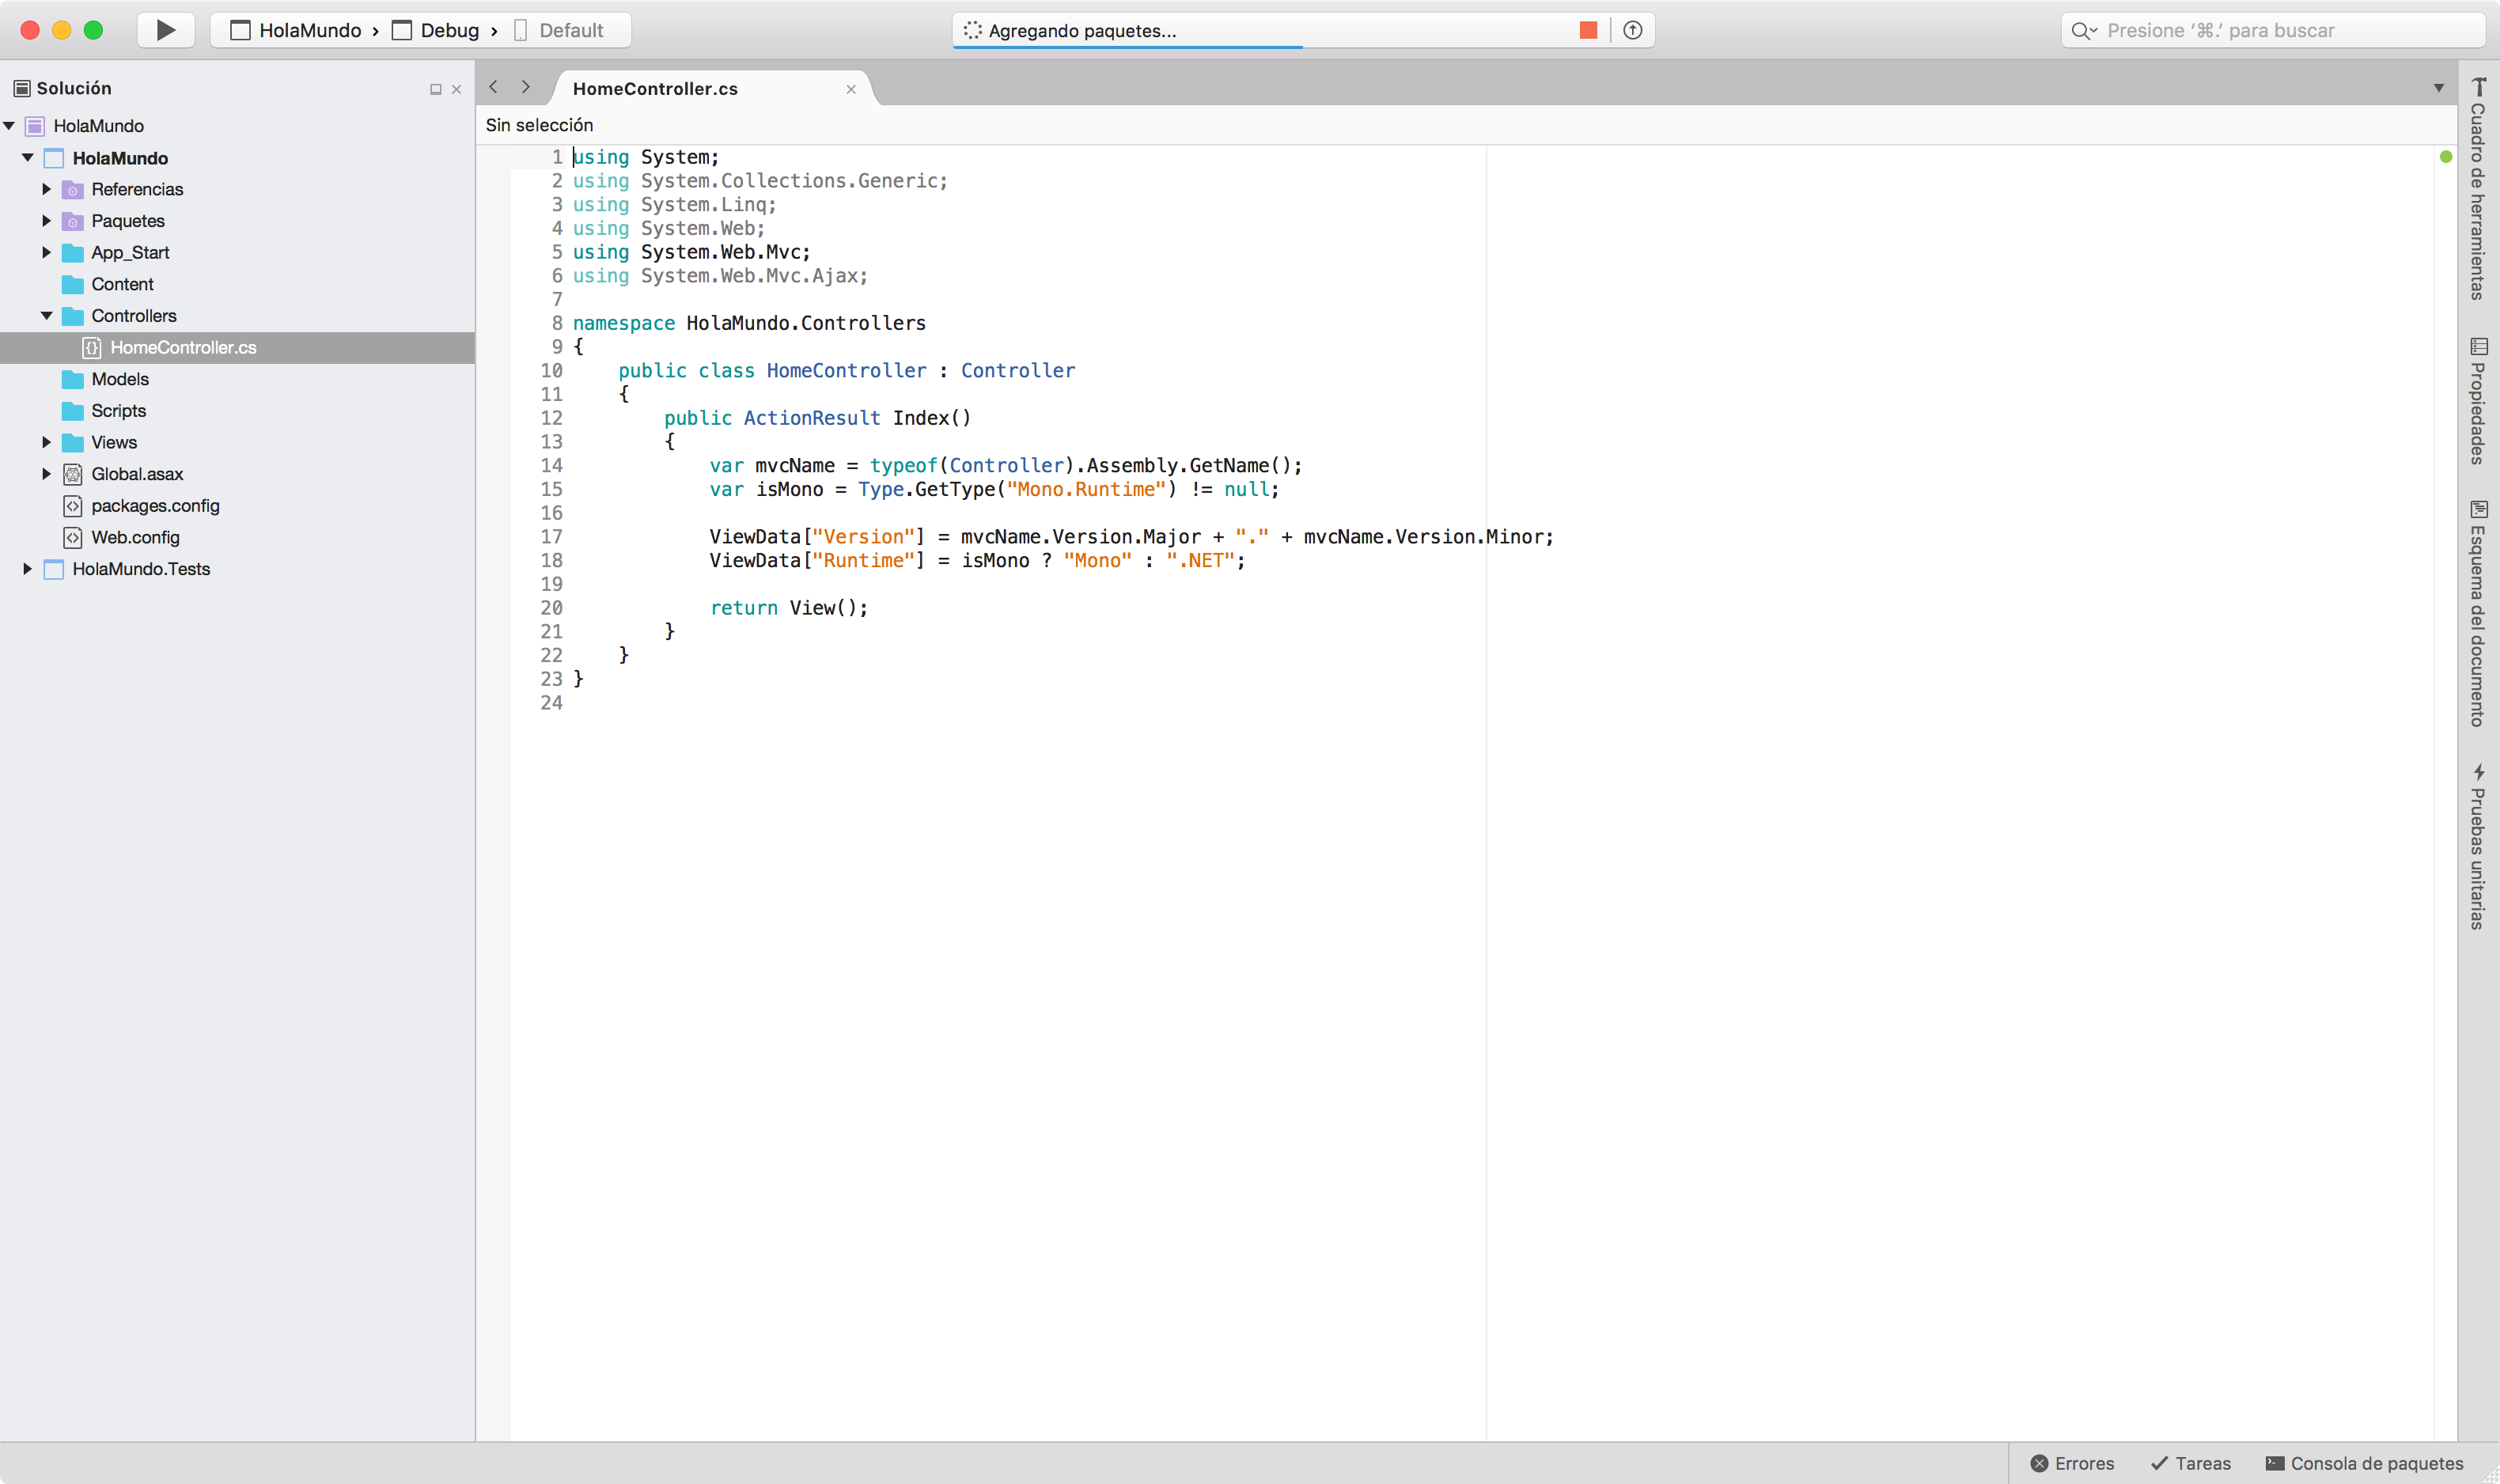 HolaMundo › Debug › Default
Agregando paquetes...
Presione ‘⌘.’ para buscar
Solución
HolaMundo
HolaMundo
Referencias
Paquetes
App_Start
Content
Controllers
HomeController.cs
Models
Scripts
Views
Global.asax
packages.config
Web.config
HolaMundo.Tests
HomeController.cs
Sin selección
1 using System;
2 using System.Collections.Generic;
3 using System.Linq;
4 using System.Web;
5 using System.Web.Mvc;
6 using System.Web.Mvc.Ajax;
7
8 namespace HolaMundo.Controllers
9 {
10     public class HomeController : Controller
11     {
12         public ActionResult Index()
13         {
14             var mvcName = typeof(Controller).Assembly.GetName();
15             var isMono = Type.GetType("Mono.Runtime") != null;
16
17             ViewData["Version"] = mvcName.Version.Major + "." + mvcName.Version.Minor;
18             ViewData["Runtime"] = isMono ? "Mono" : ".NET";
19
20             return View();
21         }
22     }
23 }
24
Cuadro de herramientas
Propiedades
Esquema del documento
Pruebas unitarias
Errores
Tareas
Consola de paquetes